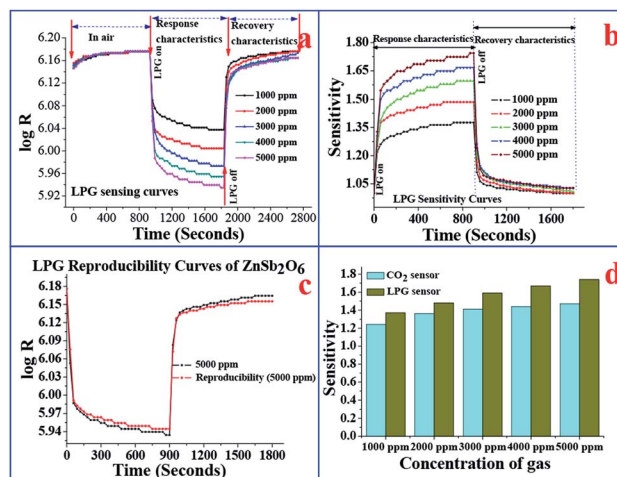 In air
Response characteristics
Recovery characteristics
a
6.20
6.16
6.12
6.08
6.04
6.00
5.96
5.92
log R
LPG on
1000 ppm
2000 ppm
3000 ppm
4000 ppm
5000 ppm
LPG off
LPG sensing curves
0 400 800 1200 1600 2000 2400 2800
Time (Seconds)
LPG off
Response characteristics
Recovery characteristics
b
1.80
1.65
1.50
1.35
1.20
1.05
Sensitivity
1000 ppm
2000 ppm
3000 ppm
4000 ppm
5000 ppm
LPG on
LPG Sensitivity Curves
0 400 800 1200 1600
Time (Seconds)
LPG Reproducibility Curves of ZnSb₂O₆
c
6.18
6.15
6.12
6.09
6.06
6.03
6.00
5.97
5.94
log R
5000 ppm
Reproducibility (5000 ppm)
0 300 600 900 1200 1500 1800
Time (Seconds)
d
1.8
1.6
1.4
1.2
1.0
0.8
0.6
0.4
0.2
0.0
Sensitivity
CO₂ sensor
LPG sensor
1000 ppm 2000 ppm 3000 ppm 4000 ppm 5000 ppm
Concentration of gas